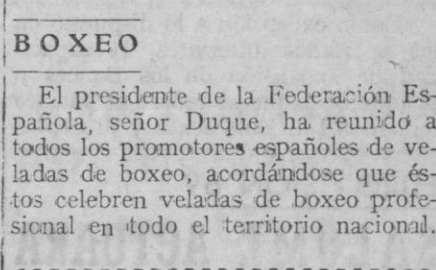 BOXEO
El presidente de la Federación Es-
pañola, señor Duque, ha reunido a
todos los promotores españoles de ve-
ladas de boxeo, acordándose que és-
tos celebren veladas de boxeo profe-
sional en todo el territorio nacional.